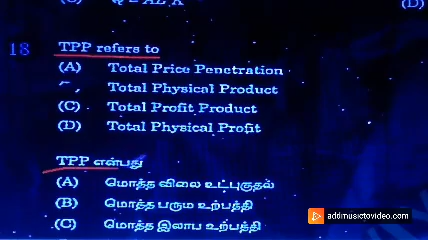 18 TPP refers to
(A) Total Price Penetration
Total Physical Product
(C) Total Profit Product
(D) Total Physical Profit
TPP என்பது
(A) மொத்த விலை உட்புகுதல்
(B) மொத்த பரும உற்பத்தி
(C) மொத்த இலாப உற்பத்தி
addmusictovideo.com